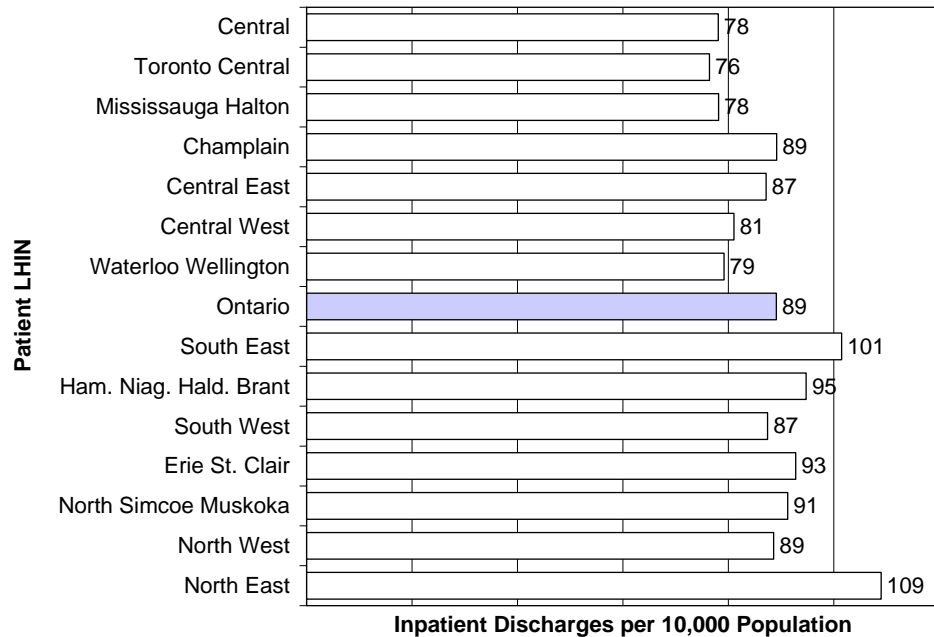 Central 78
Toronto Central 76
Mississauga Halton 78
Champlain 89
Central East 87
Central West 81
Waterloo Wellington 79
Ontario 89
South East 101
Ham. Niag. Hald. Brant 95
South West 87
Erie St. Clair 93
North Simcoe Muskoka 91
North West 89
North East 109
Patient LHIN
Inpatient Discharges per 10,000 Population